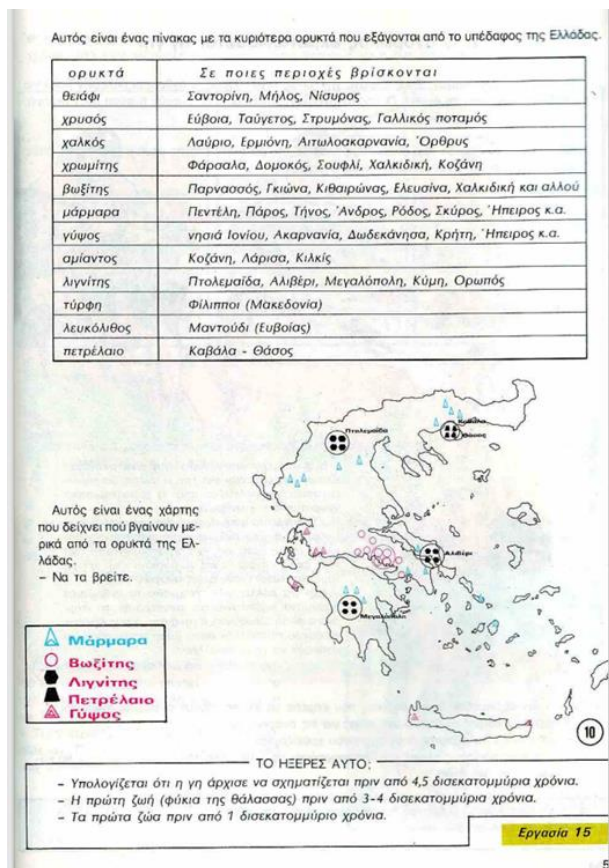 Αυτός είναι ένας πίνακας με τα κυριότερα ορυκτά που εξάγονται από το υπέδαφος της Ελλάδας.
ορυκτά Σε ποιες περιοχές βρίσκονται
θειάφι Σαντορίνη, Μήλος, Νίσυρος
χρυσός Εύβοια, Ταΰγετος, Στρυμόνας, Γαλλικός ποταμός
χαλκός Λαύριο, Ερμιόνη, Αιτωλοακαρνανία, Όρθρυς
χρωμίτης Φάρσαλα, Δομοκός, Σουφλί, Χαλκιδική, Κοζάνη
βωξίτης Παρνασσός, Γκιώνα, Κιθαιρώνας, Ελευσίνα, Χαλκιδική και αλλού
μάρμαρα Πεντέλη, Πάρος, Τήνος, Άνδρος, Ρόδος, Σκύρος, Ήπειρος κ.α.
γύψος νησιά Ιονίου, Ακαρνανία, Δωδεκάνησα, Κρήτη, Ήπειρος κ.α.
αμίαντος Κοζάνη, Λάρισα, Κιλκίς
λιγνίτης Πτολεμαΐδα, Αλιβέρι, Μεγαλόπολη, Κύμη, Ορωπός
τύρφη Φίλιπποι (Μακεδονία)
λευκόλιθος Μαντούδι (Ευβοίας)
πετρέλαιο Καβάλα - Θάσος
Καβάλα
Θάσος
Πτολεμαΐδα
Αλιβέρι
Μεγαλόπολη
Αυτός είναι ένας χάρτης
που δείχνει πού βγαίνουν με-
ρικά από τα ορυκτά της Ελ-
λάδας.
– Να τα βρείτε.
Μάρμαρα
Βωξίτης
Λιγνίτης
Πετρέλαιο
Γύψος
10
ΤΟ ΗΞΕΡΕΣ ΑΥΤΟ;
– Υπολογίζεται ότι η γη άρχισε να σχηματίζεται πριν από 4,5 δισεκατομμύρια χρόνια.
– Η πρώτη ζωή (φύκια της θάλασσας) πριν από 3-4 δισεκατομμύρια χρόνια.
– Τα πρώτα ζώα πριν από 1 δισεκατομμύριο χρόνια.
Εργασία 15